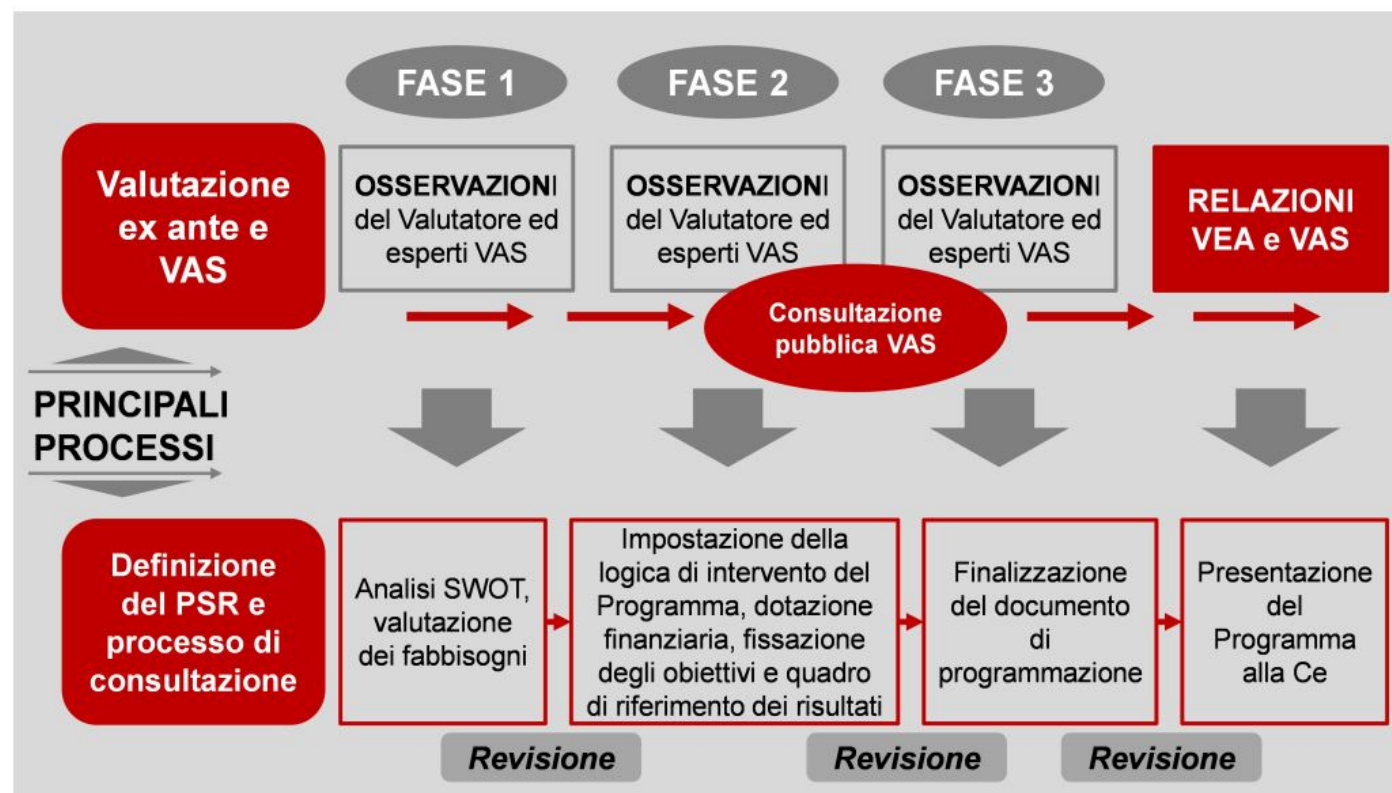 FASE 1
FASE 2
FASE 3
Valutazione
ex ante e
VAS
OSSERVAZIONI
del Valutatore ed
esperti VAS
OSSERVAZIONI
del Valutatore ed
esperti VAS
OSSERVAZIONI
del Valutatore ed
esperti VAS
RELAZIONI
VEA e VAS
Consultazione
pubblica VAS
PRINCIPALI
PROCESSI
Definizione
del PSR e
processo di
consultazione
Analisi SWOT,
valutazione
dei fabbisogni
Impostazione della
logica di intervento del
Programma, dotazione
finanziaria, fissazione
degli obiettivi e quadro
di riferimento dei risultati
Finalizzazione
del documento
di
programmazione
Presentazione
del
Programma
alla Ce
Revisione
Revisione
Revisione